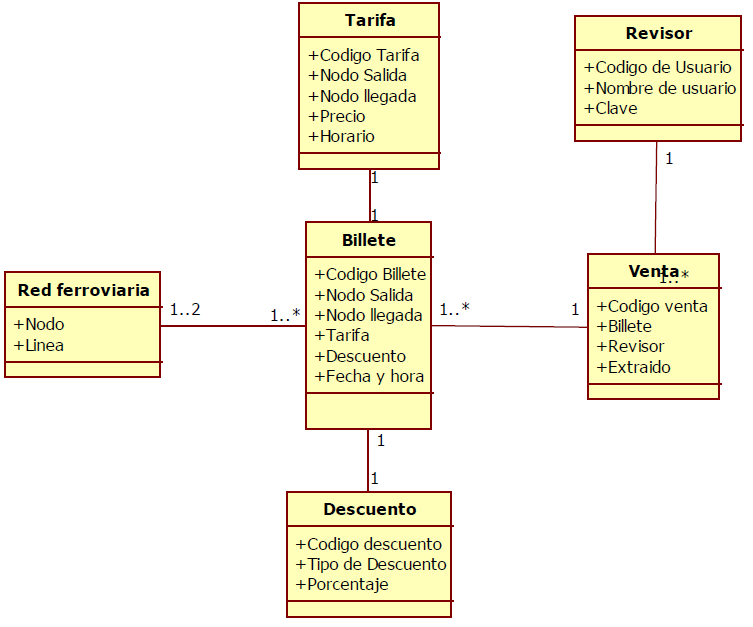 Tarifa
+Codigo Tarifa
+Nodo Salida
+Nodo llegada
+Precio
+Horario
Revisor
+Codigo de Usuario
+Nombre de usuario
+Clave
1
1
1
1..*
Billete
+Codigo Billete
+Nodo Salida
+Nodo llegada
+Tarifa
+Descuento
+Fecha y hora
Red ferroviaria
+Nodo
+Linea
1..2
1..*
1..*
1
Venta
+Codigo venta
+Billete
+Revisor
+Extraido
1
1
Descuento
+Codigo descuento
+Tipo de Descuento
+Porcentaje